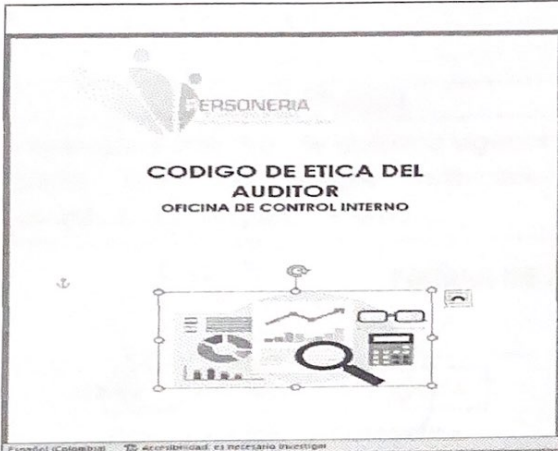 PERSONERIA
CODIGO DE ETICA DEL
AUDITOR
OFICINA DE CONTROL INTERNO
Español (Colombia) Accesibilidad: es necesario investigar